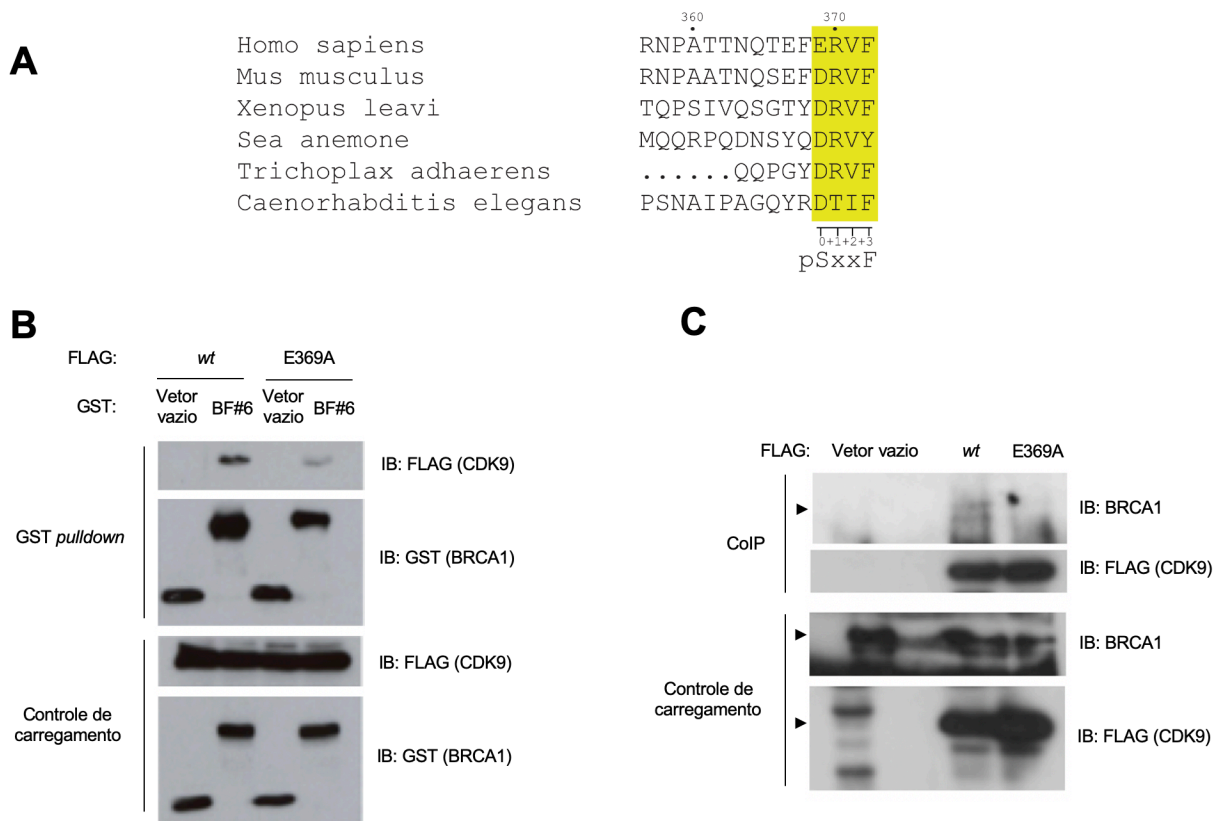 A
360
370
Homo sapiens RNPATTNQTEFERVF
Mus musculus RNPAATNQSEFDRVF
Xenopus leavi TQPSIVQSGTYDRVF
Sea anemone MQQRPQDNSYQDRVY
Trichoplax adhaerens ......QQPGYDRVF
Caenorhabditis elegans PSNAIPAGQYRDTIF
0+1+2+3
pSxxF
B
FLAG: wt E369A
GST: Vetor vazio BF#6 Vetor vazio BF#6
IB: FLAG (CDK9)
GST pulldown
IB: GST (BRCA1)
IB: FLAG (CDK9)
Controle de
carregamento
IB: GST (BRCA1)
C
FLAG: Vetor vazio wt E369A
IB: BRCA1
CoIP
IB: FLAG (CDK9)
IB: BRCA1
Controle de
carregamento
IB: FLAG (CDK9)